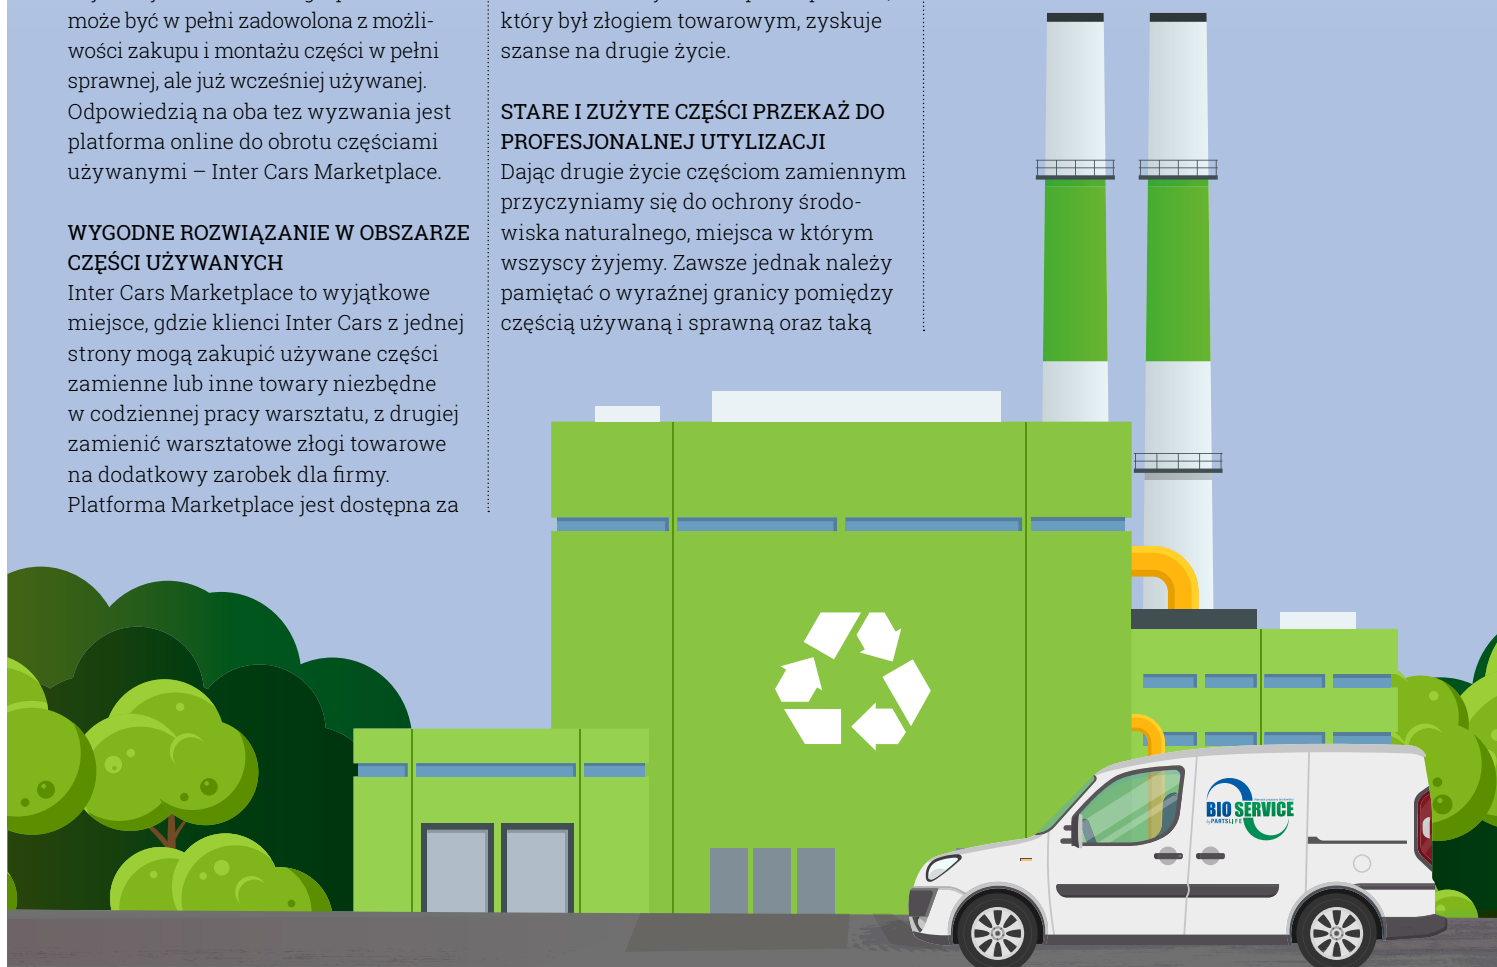 może być w pełni zadowolona z możli-
wości zakupu i montażu części w pełni
sprawnej, ale już wcześniej używanej.
Odpowiedzią na oba tez wyzwania jest
platforma online do obrotu częściami
używanymi – Inter Cars Marketplace.
WYGODNE ROZWIĄZANIE W OBSZARZE
CZĘŚCI UŻYWANYCH
Inter Cars Marketplace to wyjątkowe
miejsce, gdzie klienci Inter Cars z jednej
strony mogą zakupić używane części
zamienne lub inne towary niezbędne
w codziennej pracy warsztatu, z drugiej
zamienić warsztatowe złogi towarowe
na dodatkowy zarobek dla firmy.
Platforma Marketplace jest dostępna za
który był złogiem towarowym, zyskuje
szanse na drugie życie.
STARE I ZUŻYTE CZĘŚCI PRZEKAŻ DO
PROFESJONALNEJ UTYLIZACJI
Dając drugie życie częściom zamiennym
przyczyniamy się do ochrony środo-
wiska naturalnego, miejsca w którym
wszyscy żyjemy. Zawsze jednak należy
pamiętać o wyraźnej granicy pomiędzy
częścią używaną i sprawną oraz taką
BIO SERVICE
by PARTSLIFE